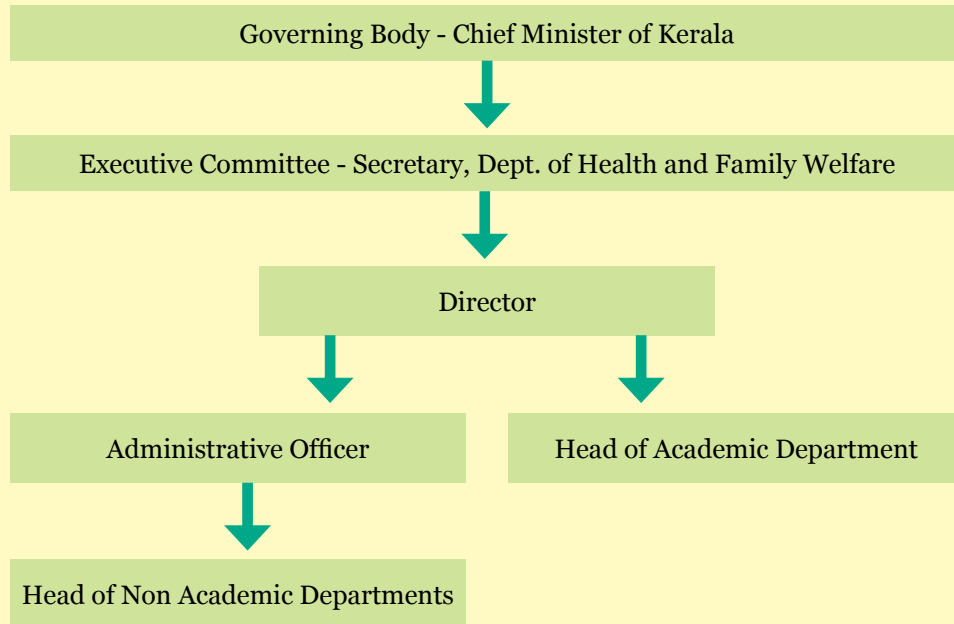 Governing Body - Chief Minister of Kerala
Executive Committee - Secretary, Dept. of Health and Family Welfare
Director
Administrative Officer
Head of Academic Department
Head of Non Academic Departments